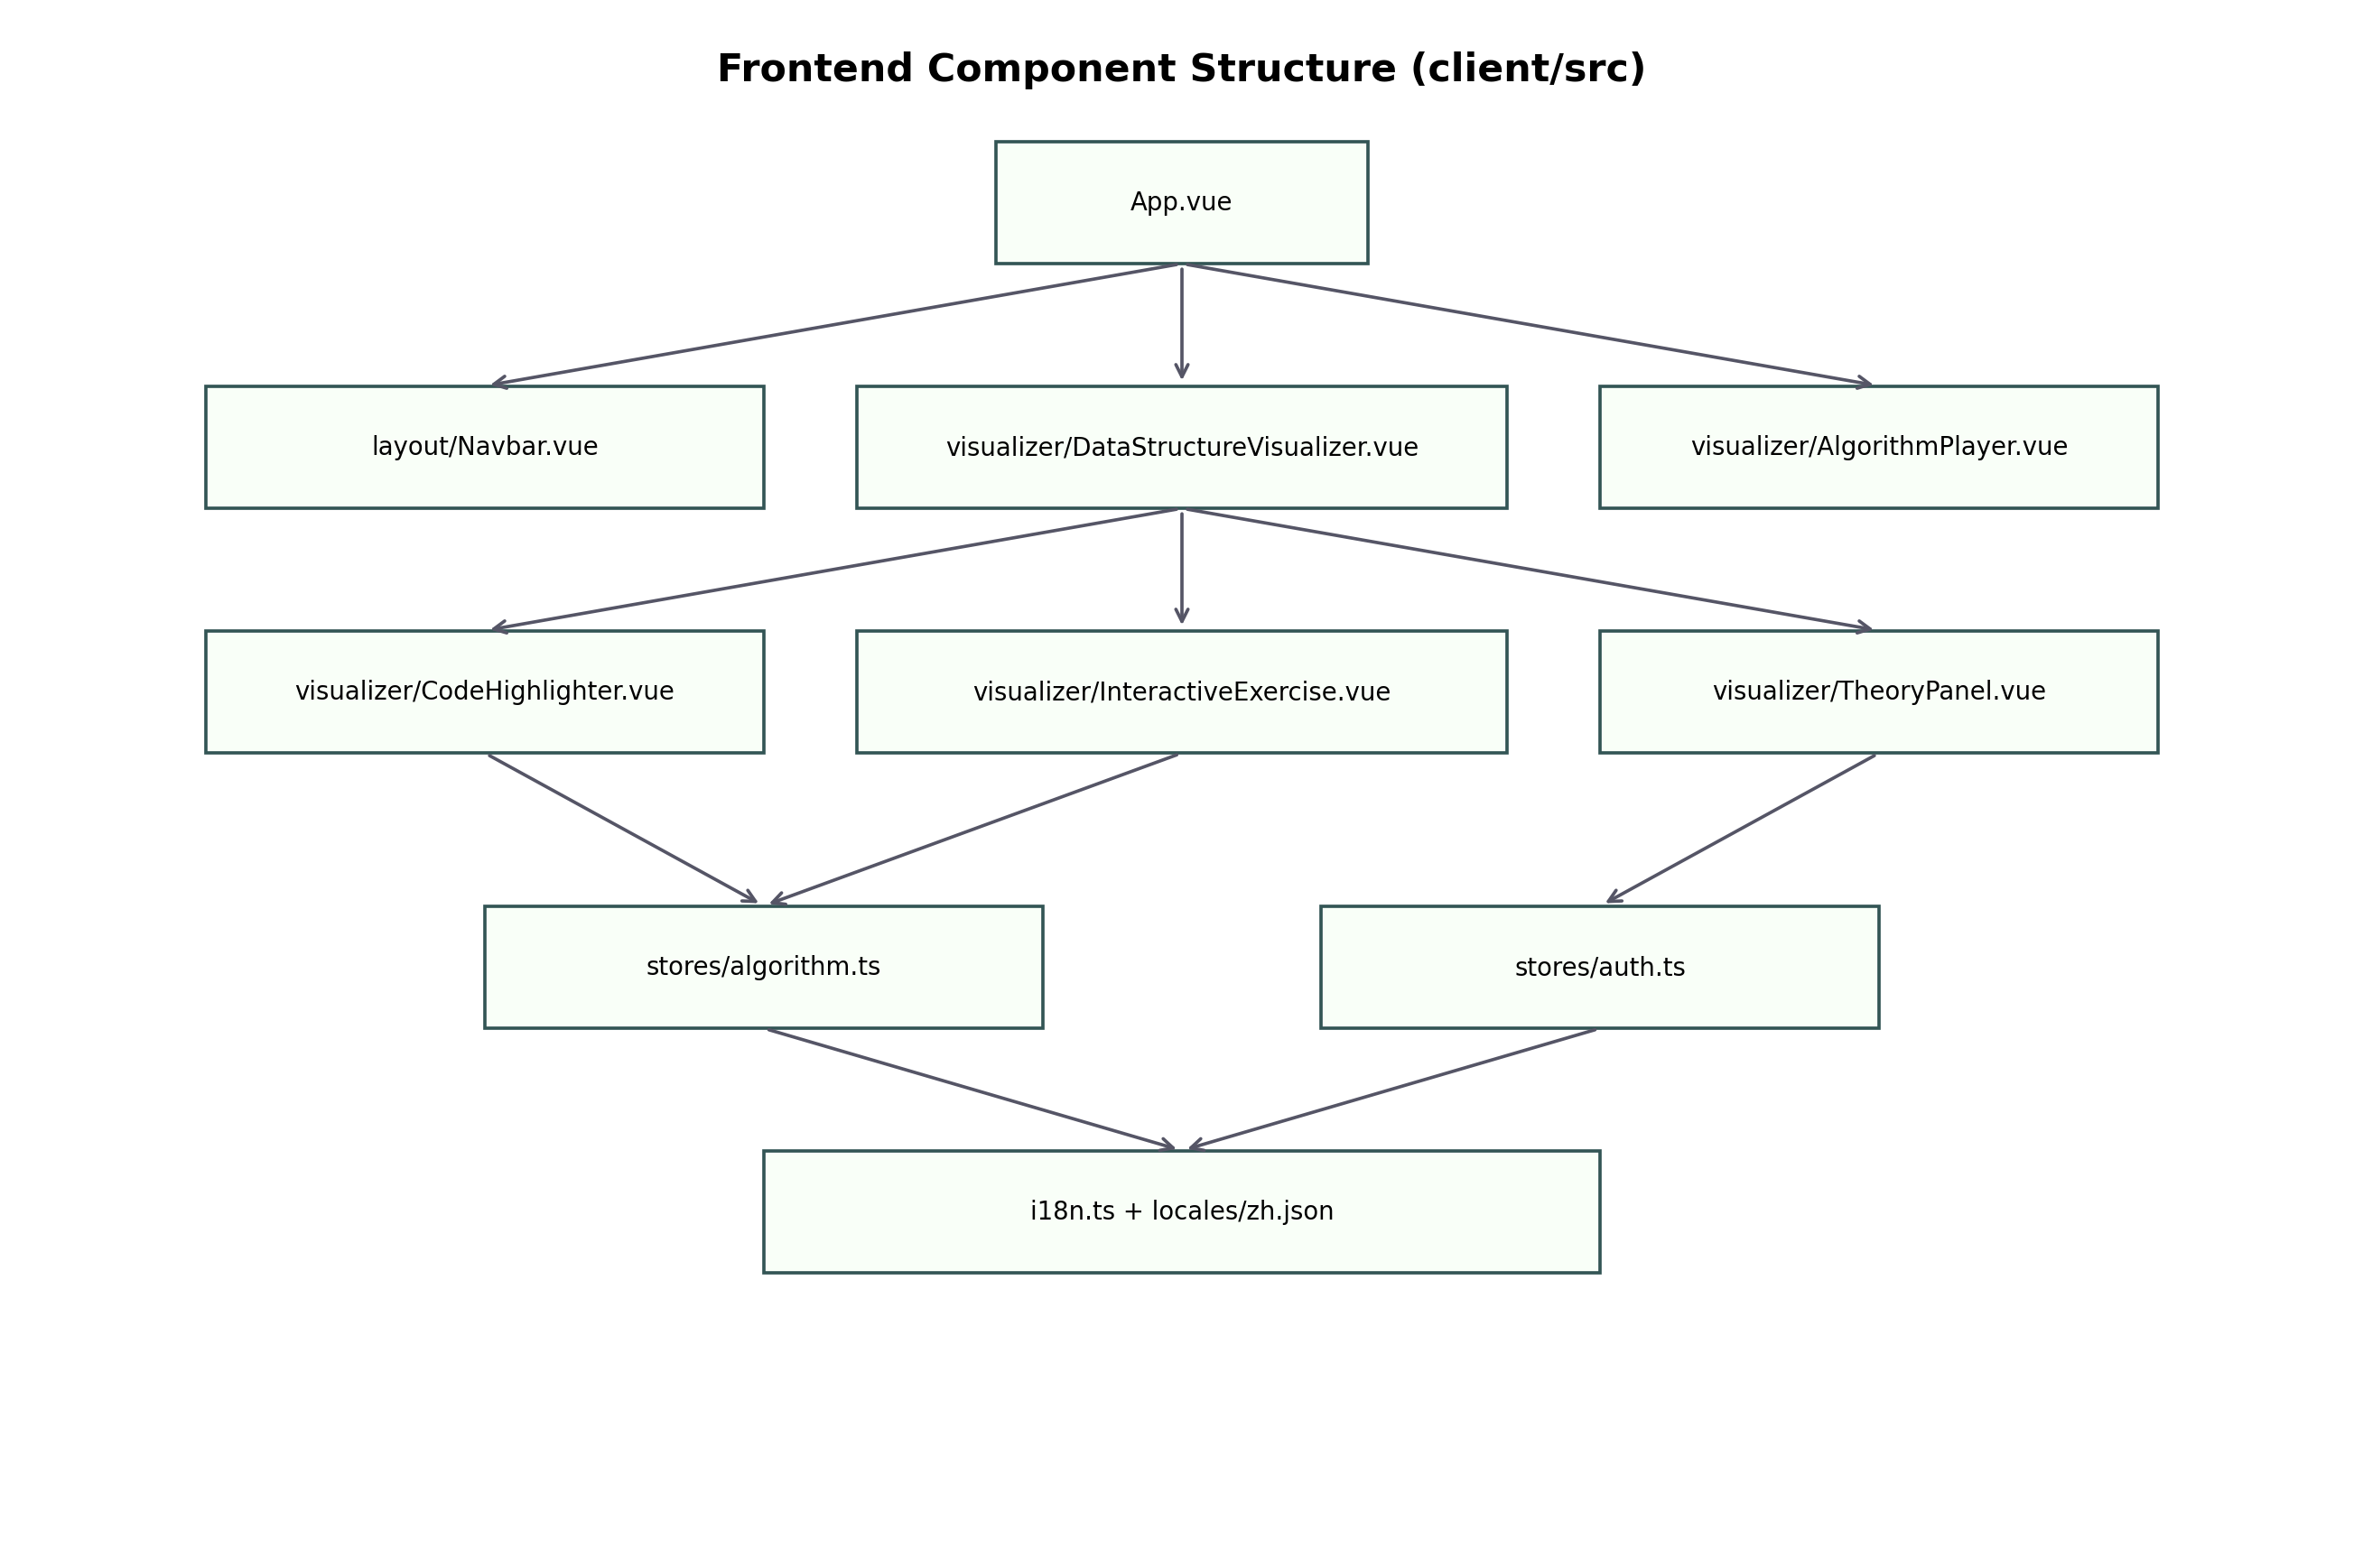 Frontend Component Structure (client/src)
App.vue
layout/Navbar.vue
visualizer/DataStructureVisualizer.vue
visualizer/AlgorithmPlayer.vue
visualizer/CodeHighlighter.vue
visualizer/InteractiveExercise.vue
visualizer/TheoryPanel.vue
stores/algorithm.ts
stores/auth.ts
i18n.ts + locales/zh.json